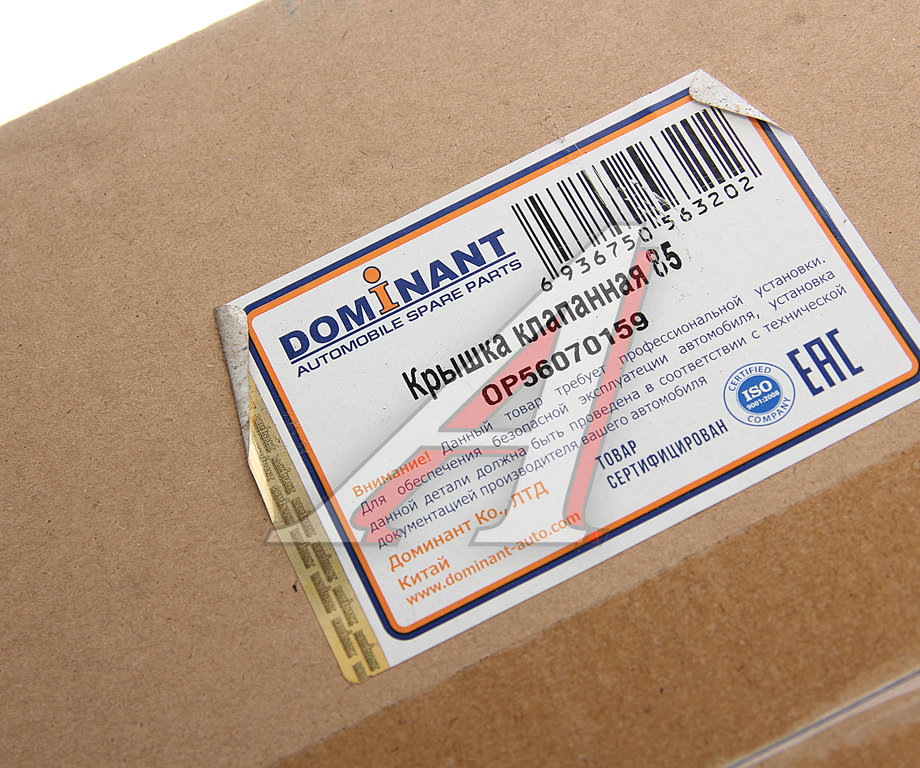 6 936750 563202
DOMiNANT
AUTOMOBILE SPARE PARTS
Крышка клапанная 85
OP56070159
Внимание! Данный товар требует профессиональной установки.
Для обеспечения безопасной эксплуатации автомобиля, установка
данной детали должна быть проведена в соответствии с технической
документацией производителя вашего автомобиля
Доминант Ко., ЛТД
Китай
www.dominant-auto.com
ТОВАР
СЕРТИФИЦИРОВАН
CERTIFIED
ISO
9001:2008
COMPANY
EAC